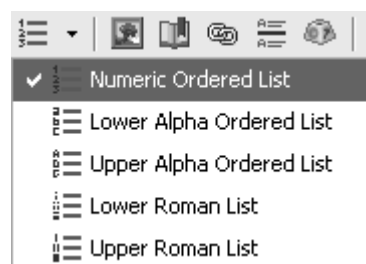 Numeric Ordered List
Lower Alpha Ordered List
Upper Alpha Ordered List
Lower Roman List
Upper Roman List